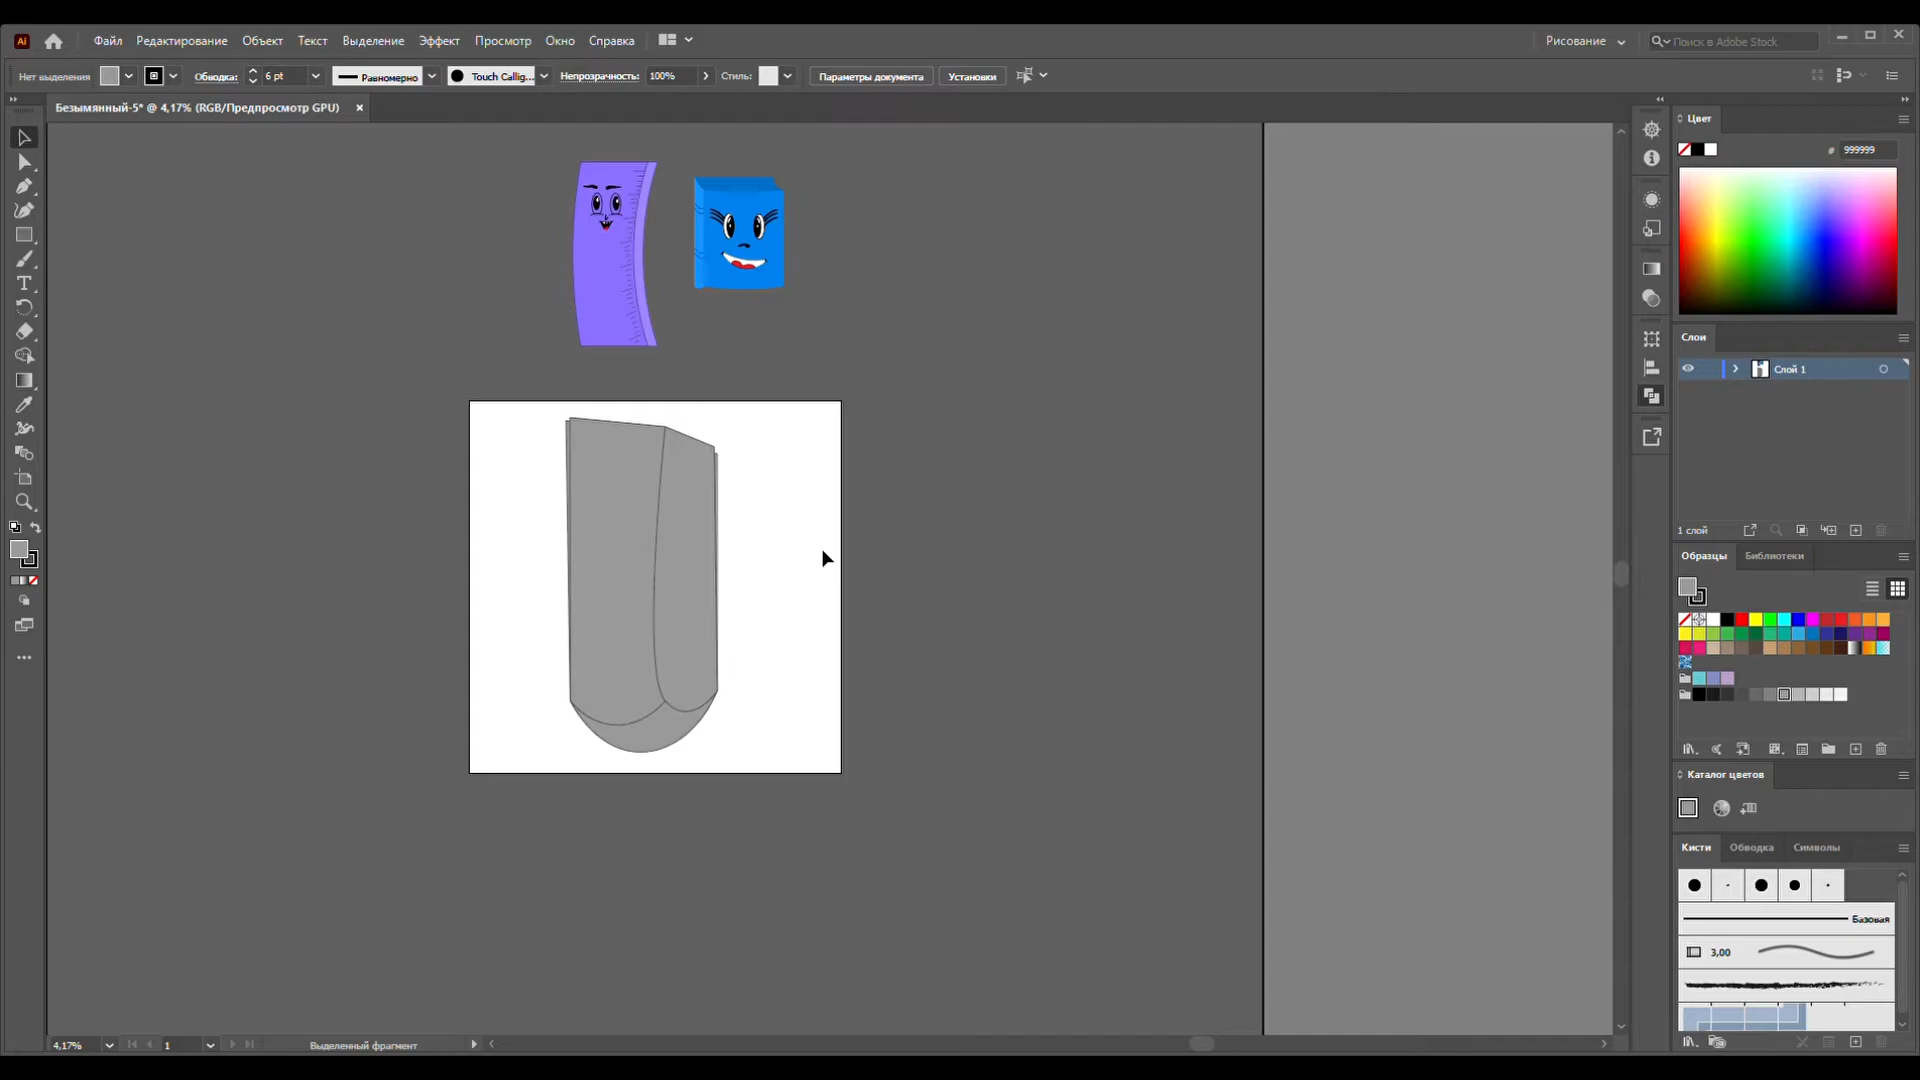 Ai Файл Редактирование Объект Текст Выделение Эффект Просмотр Окно Справка Рисование Поиск в Adobe Stock
Нет выделения Обводка: 6 pt Равномерно Touch Callig... Непрозрачность: 100% Стиль: Параметры документа Установки
Безымянный-5* @ 4,17% (RGB/Предпросмотр GPU) ×
Цвет
# 999999
Слои
Слой 1
1 слой
Образцы Библиотеки
Каталог цветов
Кисти Обводка Символы
Базовая
3,00
4,17% 1 Выделенный фрагмент